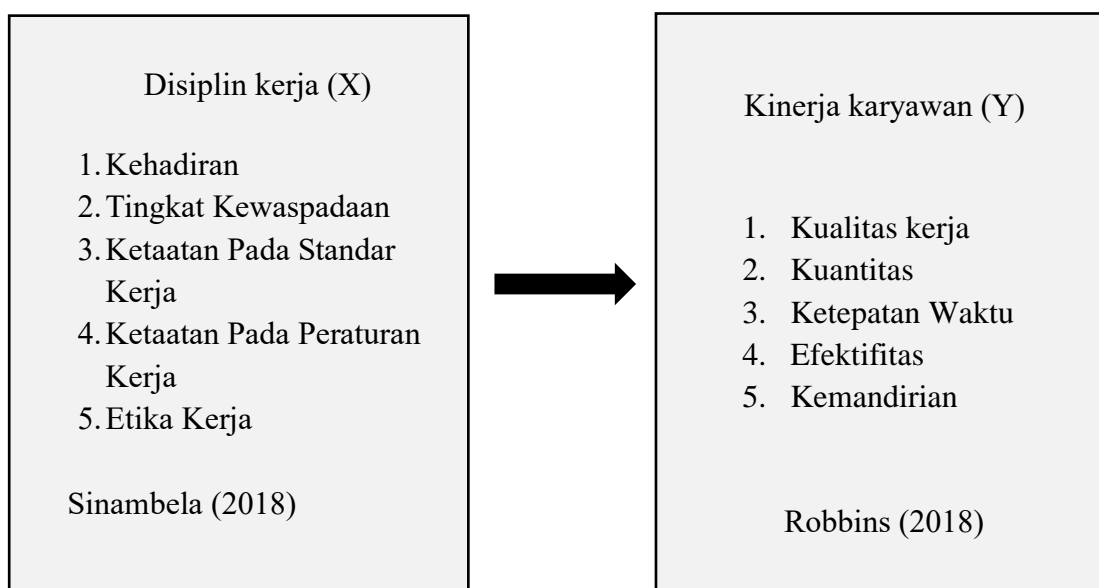 Disiplin kerja (X)
1. Kehadiran
2. Tingkat Kewaspadaan
3. Ketaatan Pada Standar
Kerja
4. Ketaatan Pada Peraturan
Kerja
5. Etika Kerja
Sinambela (2018)
Kinerja karyawan (Y)
1. Kualitas kerja
2. Kuantitas
3. Ketepatan Waktu
4. Efektifitas
5. Kemandirian
Robbins (2018)